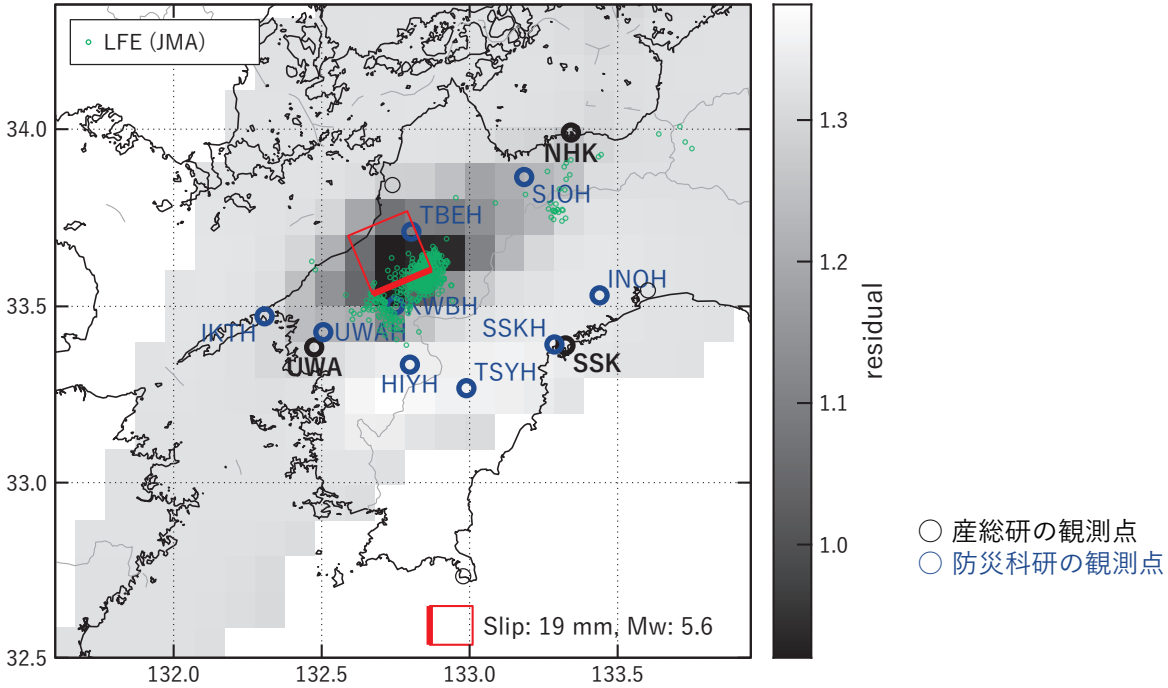 LFE (JMA)
34.0
33.5
33.0
32.5
132.0
132.5
133.0
133.5
NHK
SJOH
TBEH
INOH
KWBH
SSKH
IKTH
UWAH
UWA
SSK
HIYH
TSYH
Slip: 19 mm, Mw: 5.6
1.3
1.2
1.1
1.0
residual
産総研の観測点
防災科研の観測点